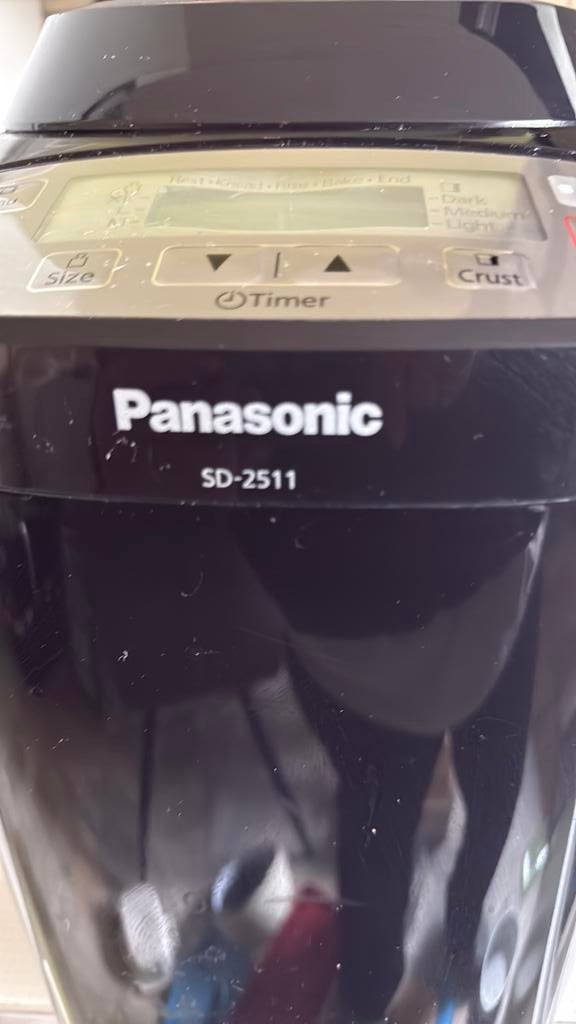 Rest • Knead • Rise • Bake • End
Dark
Medium
Light
Size
Crust
Timer
Panasonic
SD-2511